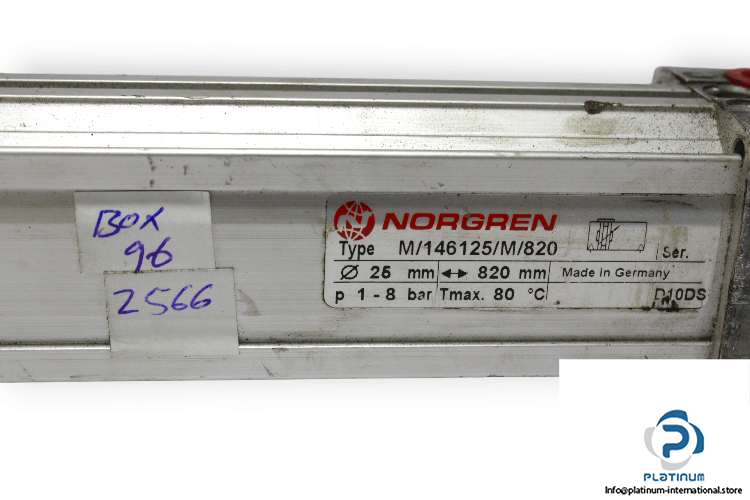 BOX
96
2566
NORGREN
Type M/146125/M/820 Ser.
Ø 25 mm ◂▸ 820 mm Made in Germany
p 1 - 8 bar Tmax. 80 °C D10DS
PLATINUM
Info@platinum-international.store